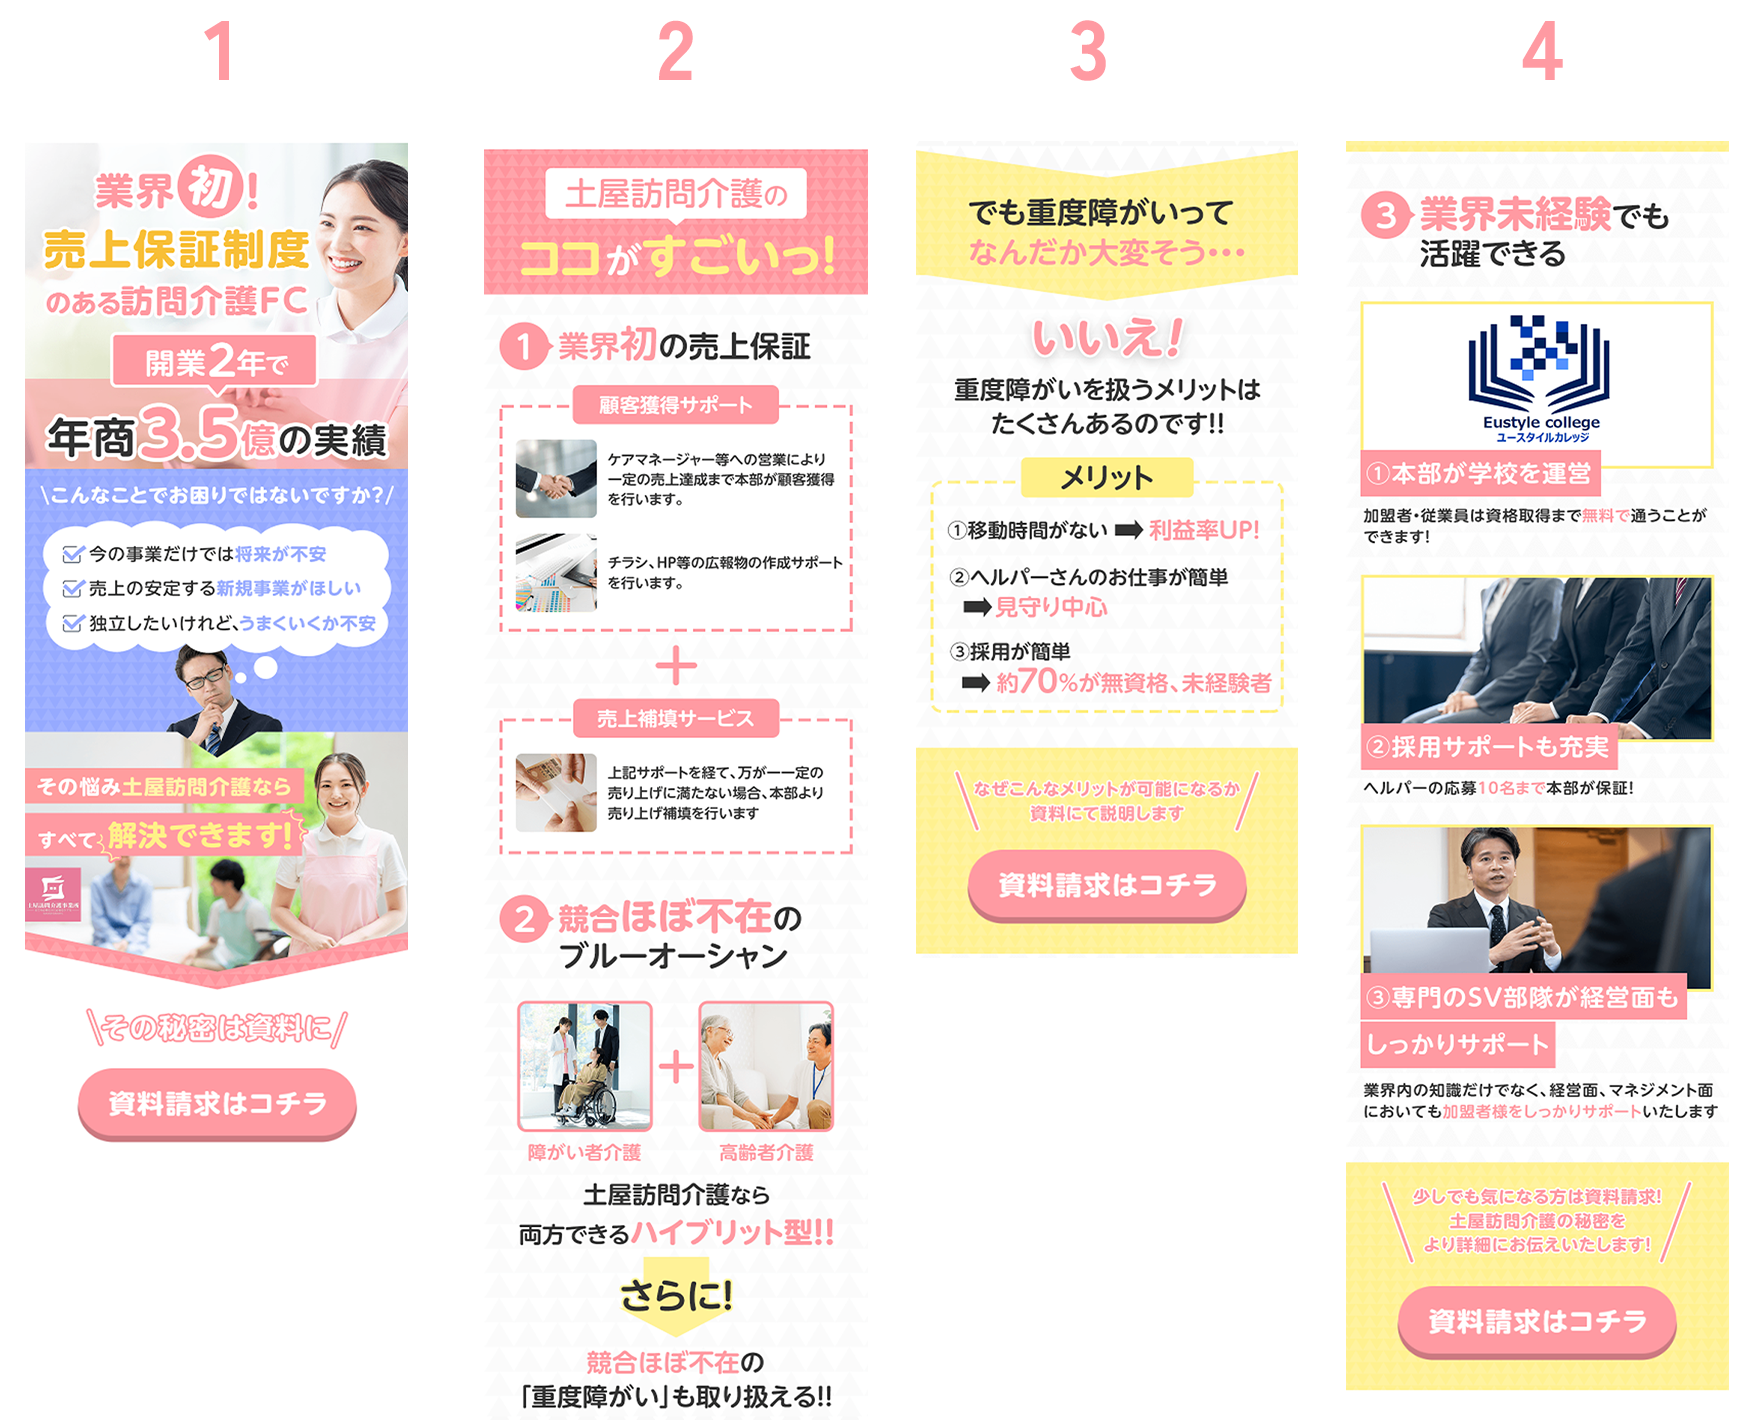 1
業界初!
売上保証制度
のある訪問介護FC
開業2年で
年商3.5億の実績
\こんなことでお困りではないですか?/
今の事業だけでは将来が不安
売上の安定する新規事業がほしい
独立したいけれど、うまくいくか不安
その悩み土屋訪問介護なら
すべて解決できます!
土屋訪問介護事業所
\その秘密は資料に/
資料請求はコチラ
2
土屋訪問介護の
ココがすごいっ!
1 業界初の売上保証
顧客獲得サポート
ケアマネージャー等への営業により
一定の売上達成まで本部が顧客獲得
を行います。
チラシ、HP等の広報物の作成サポート
を行います。
+
売上補填サービス
上記サポートを経て、万が一一定の
売り上げに満たない場合、本部より
売り上げ補填を行います
2 競合ほぼ不在の
ブルーオーシャン
+
障がい者介護
高齢者介護
土屋訪問介護なら
両方できるハイブリット型!!
さらに!
競合ほぼ不在の
「重度障がい」も取り扱える!!
3
でも重度障がいって
なんだか大変そう・・・
いいえ!
重度障がいを扱うメリットは
たくさんあるのです!!
メリット
①移動時間がない ➡ 利益率UP!
②ヘルパーさんのお仕事が簡単
➡見守り中心
③採用が簡単
➡ 約70%が無資格、未経験者
\なぜこんなメリットが可能になるか
資料にて説明します/
資料請求はコチラ
4
3 業界未経験でも
活躍できる
Eustyle college
ユースタイルカレッジ
①本部が学校を運営
加盟者・従業員は資格取得まで無料で通うことが
できます!
②採用サポートも充実
ヘルパーの応募10名まで本部が保証!
③専門のSV部隊が経営面も
しっかりサポート
業界内の知識だけでなく、経営面、マネジメント面
においても加盟者様をしっかりサポートいたします
\少しでも気になる方は資料請求!
土屋訪問介護の秘密を
より詳細にお伝えいたします!/
資料請求はコチラ